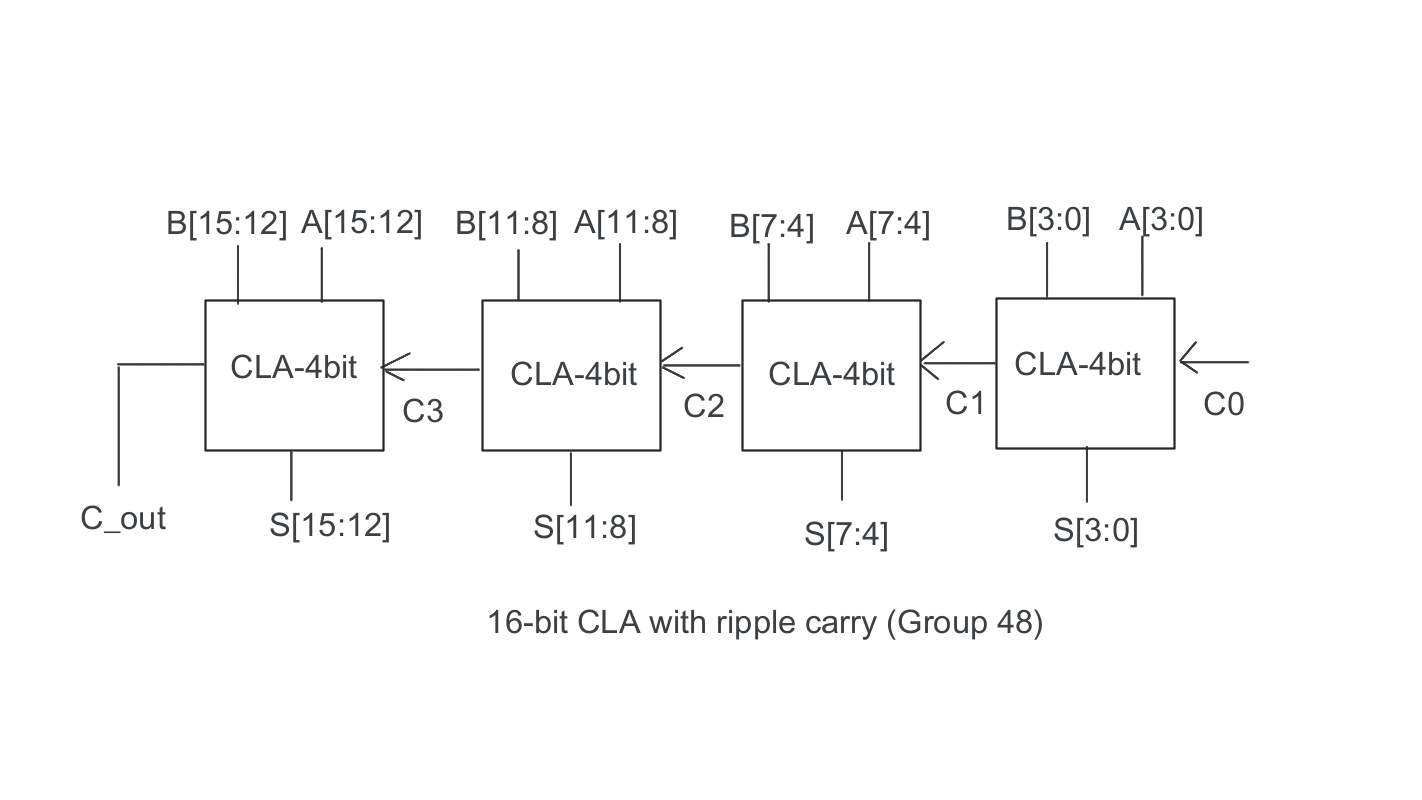 B[15:12] A[15:12] B[11:8] A[11:8] B[7:4] A[7:4] B[3:0] A[3:0]
CLA-4bit CLA-4bit CLA-4bit CLA-4bit
C3 C2 C1 C0
C_out S[15:12] S[11:8] S[7:4] S[3:0]
16-bit CLA with ripple carry (Group 48)